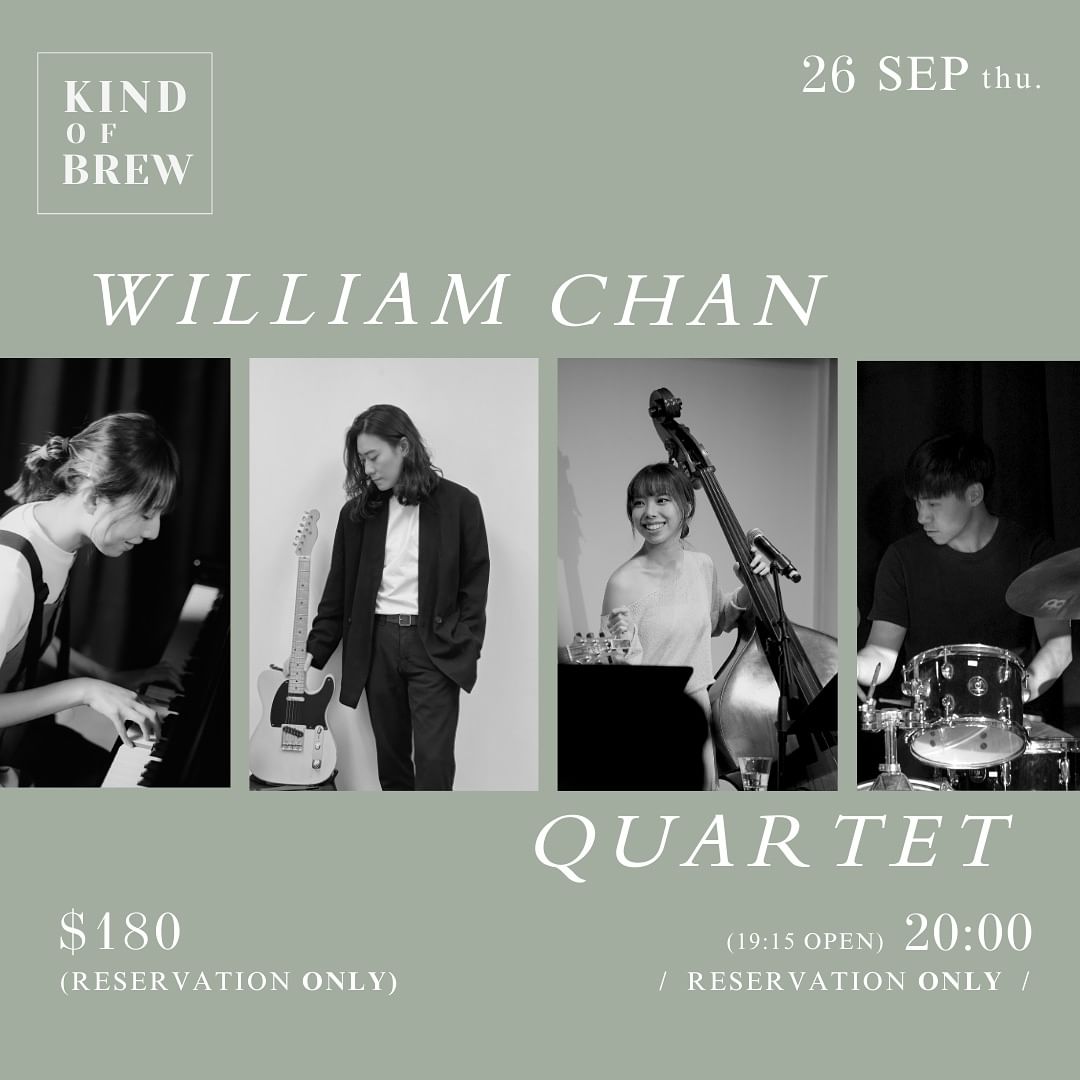 KIND
OF
BREW
26 SEP thu.
WILLIAM CHAN
QUARTET
$180
(RESERVATION ONLY)
(19:15 OPEN) 20:00
/ RESERVATION ONLY /